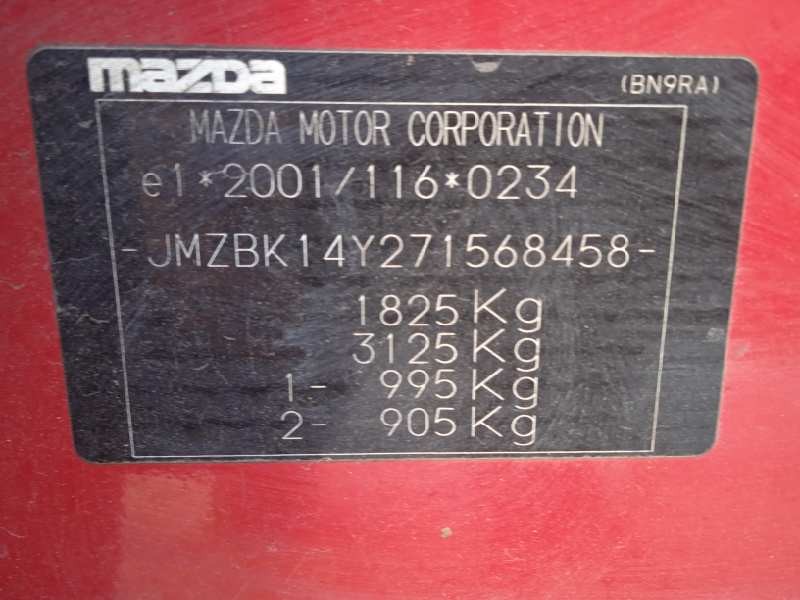 mazda (BN9RA)
MAZDA MOTOR CORPORATION
e1*2001/116*0234
-JMZBK14Y271568458-
1825Kg
3125Kg
1- 995Kg
2- 905Kg